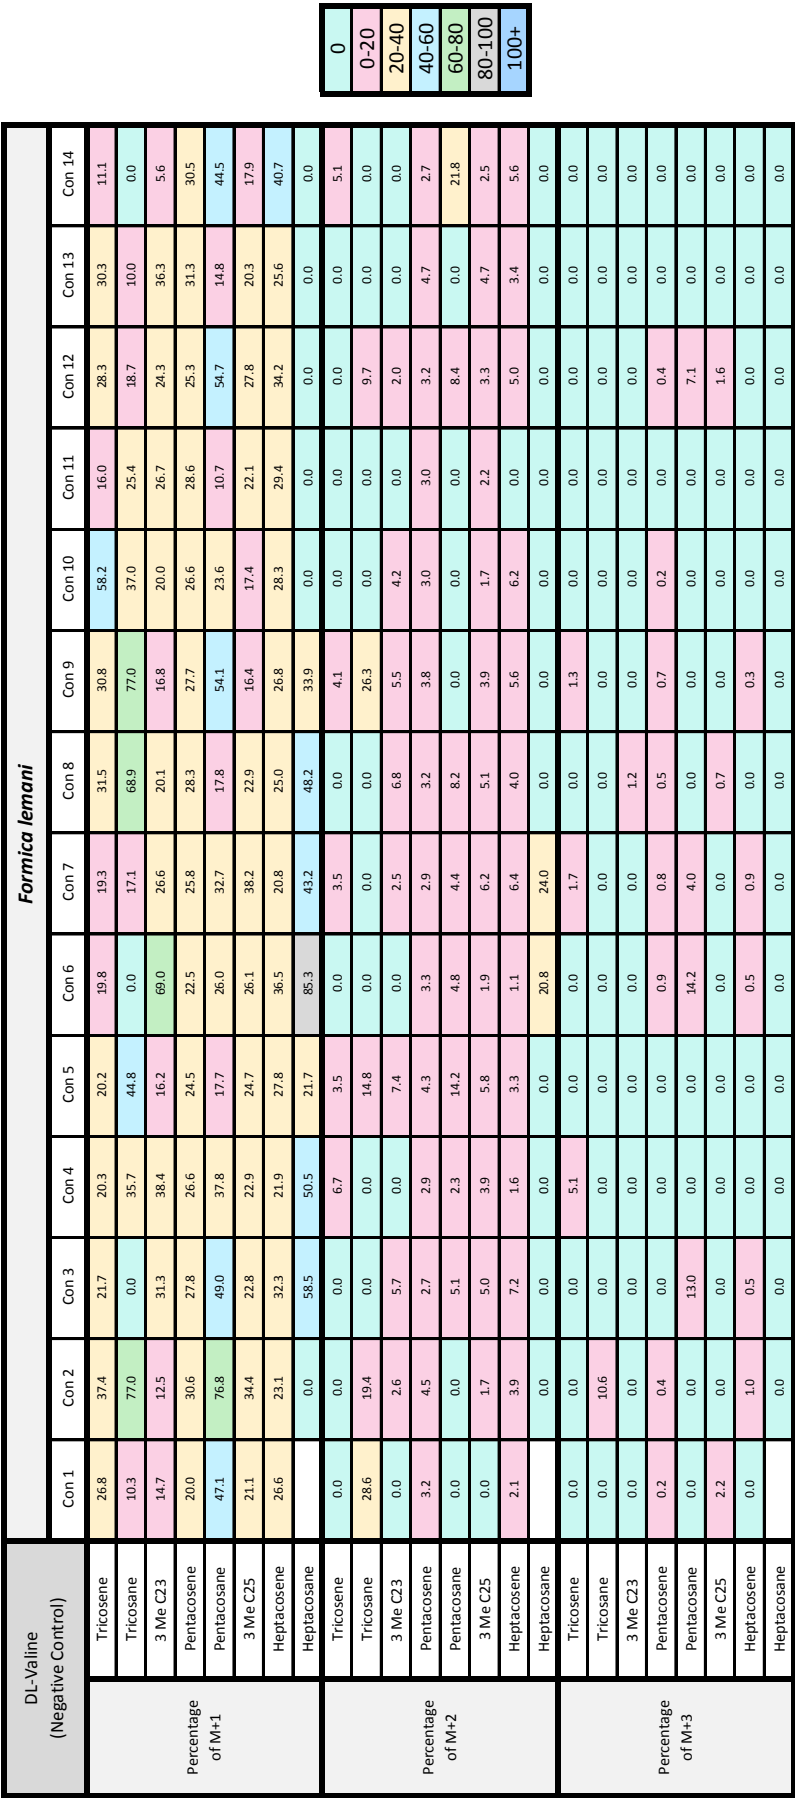 DL-Valine
(Negative Control)
Formica lemani
Con 1 Con 2 Con 3 Con 4 Con 5 Con 6 Con 7 Con 8 Con 9 Con 10 Con 11 Con 12 Con 13 Con 14
Percentage
of M+1
Tricosene 26.8 37.4 21.7 20.3 20.2 19.8 19.3 31.5 30.8 58.2 16.0 28.3 30.3 11.1
Tricosane 10.3 77.0 0.0 35.7 44.8 0.0 17.1 68.9 77.0 37.0 25.4 18.7 10.0 0.0
3 Me C23 14.7 12.5 31.3 38.4 16.2 69.0 26.6 20.1 16.8 20.0 26.7 24.3 36.3 5.6
Pentacosene 20.0 30.6 27.8 26.6 24.5 22.5 25.8 28.3 27.7 26.6 28.6 25.3 31.3 30.5
Pentacosane 47.1 76.8 49.0 37.8 17.7 26.0 32.7 17.8 54.1 23.6 10.7 54.7 14.8 44.5
3 Me C25 21.1 34.4 22.8 22.9 24.7 26.1 38.2 22.9 16.4 17.4 22.1 27.8 20.3 17.9
Heptacosene 26.6 23.1 32.3 21.9 27.8 36.5 20.8 25.0 26.8 28.3 29.4 34.2 25.6 40.7
Heptacosane 0.0 58.5 50.5 21.7 85.3 43.2 48.2 33.9 0.0 0.0 0.0 0.0 0.0
Percentage
of M+2
Tricosene 0.0 0.0 0.0 6.7 3.5 0.0 3.5 0.0 4.1 0.0 0.0 0.0 0.0 5.1
Tricosane 28.6 19.4 0.0 0.0 14.8 0.0 0.0 0.0 26.3 0.0 0.0 9.7 0.0 0.0
3 Me C23 0.0 2.6 5.7 0.0 7.4 0.0 2.5 6.8 5.5 4.2 0.0 2.0 0.0 0.0
Pentacosene 3.2 4.5 2.7 2.9 4.3 3.3 2.9 3.2 3.8 3.0 3.0 3.2 4.7 2.7
Pentacosane 0.0 0.0 5.1 2.3 14.2 4.8 4.4 8.2 0.0 0.0 0.0 8.4 0.0 21.8
3 Me C25 0.0 1.7 5.0 3.9 5.8 1.9 6.2 5.1 3.9 1.7 2.2 3.3 4.7 2.5
Heptacosene 2.1 3.9 7.2 1.6 3.3 1.1 6.4 4.0 5.6 6.2 0.0 5.0 3.4 5.6
Heptacosane 0.0 0.0 0.0 0.0 20.8 24.0 0.0 0.0 0.0 0.0 0.0 0.0 0.0
Percentage
of M+3
Tricosene 0.0 0.0 0.0 5.1 0.0 0.0 1.7 0.0 1.3 0.0 0.0 0.0 0.0 0.0
Tricosane 0.0 10.6 0.0 0.0 0.0 0.0 0.0 0.0 0.0 0.0 0.0 0.0 0.0 0.0
3 Me C23 0.0 0.0 0.0 0.0 0.0 0.0 0.0 1.2 0.0 0.0 0.0 0.0 0.0 0.0
Pentacosene 0.2 0.4 0.0 0.0 0.0 0.9 0.8 0.5 0.7 0.2 0.0 0.4 0.0 0.0
Pentacosane 0.0 0.0 13.0 0.0 0.0 14.2 4.0 0.0 0.0 0.0 0.0 7.1 0.0 0.0
3 Me C25 2.2 0.0 0.0 0.0 0.0 0.0 0.0 0.7 0.0 0.0 0.0 1.6 0.0 0.0
Heptacosene 0.0 1.0 0.5 0.0 0.0 0.5 0.9 0.0 0.3 0.0 0.0 0.0 0.0 0.0
Heptacosane 0.0 0.0 0.0 0.0 0.0 0.0 0.0 0.0 0.0 0.0 0.0 0.0 0.0
0
0-20
20-40
40-60
60-80
80-100
100+